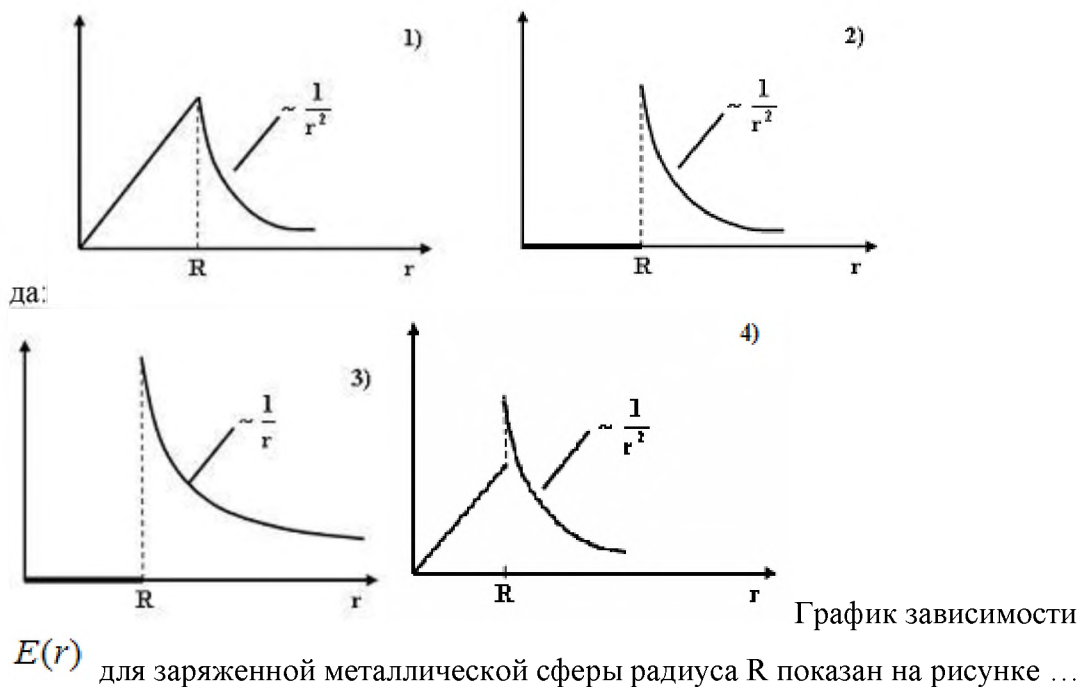 1)
~ 1/r²
R
r
2)
~ 1/r²
R
r
да:
3)
~ 1/r
R
r
4)
~ 1/r²
R
r
График зависимости
E(r) для заряженной металлической сферы радиуса R показан на рисунке …